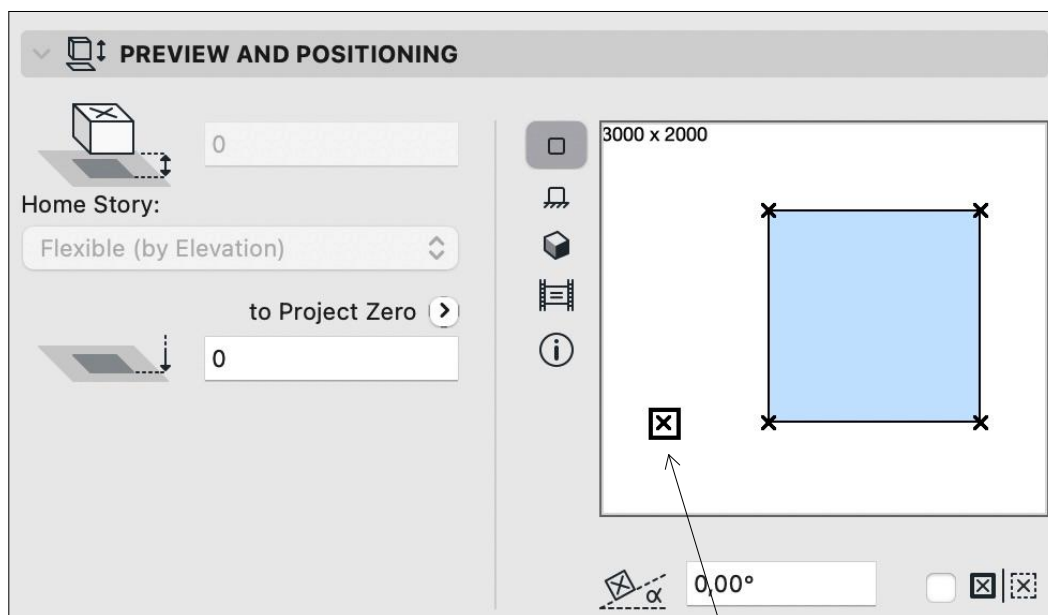 PREVIEW AND POSITIONING
0
Home Story:
Flexible (by Elevation)
to Project Zero
0
3000 x 2000
α
0,00°